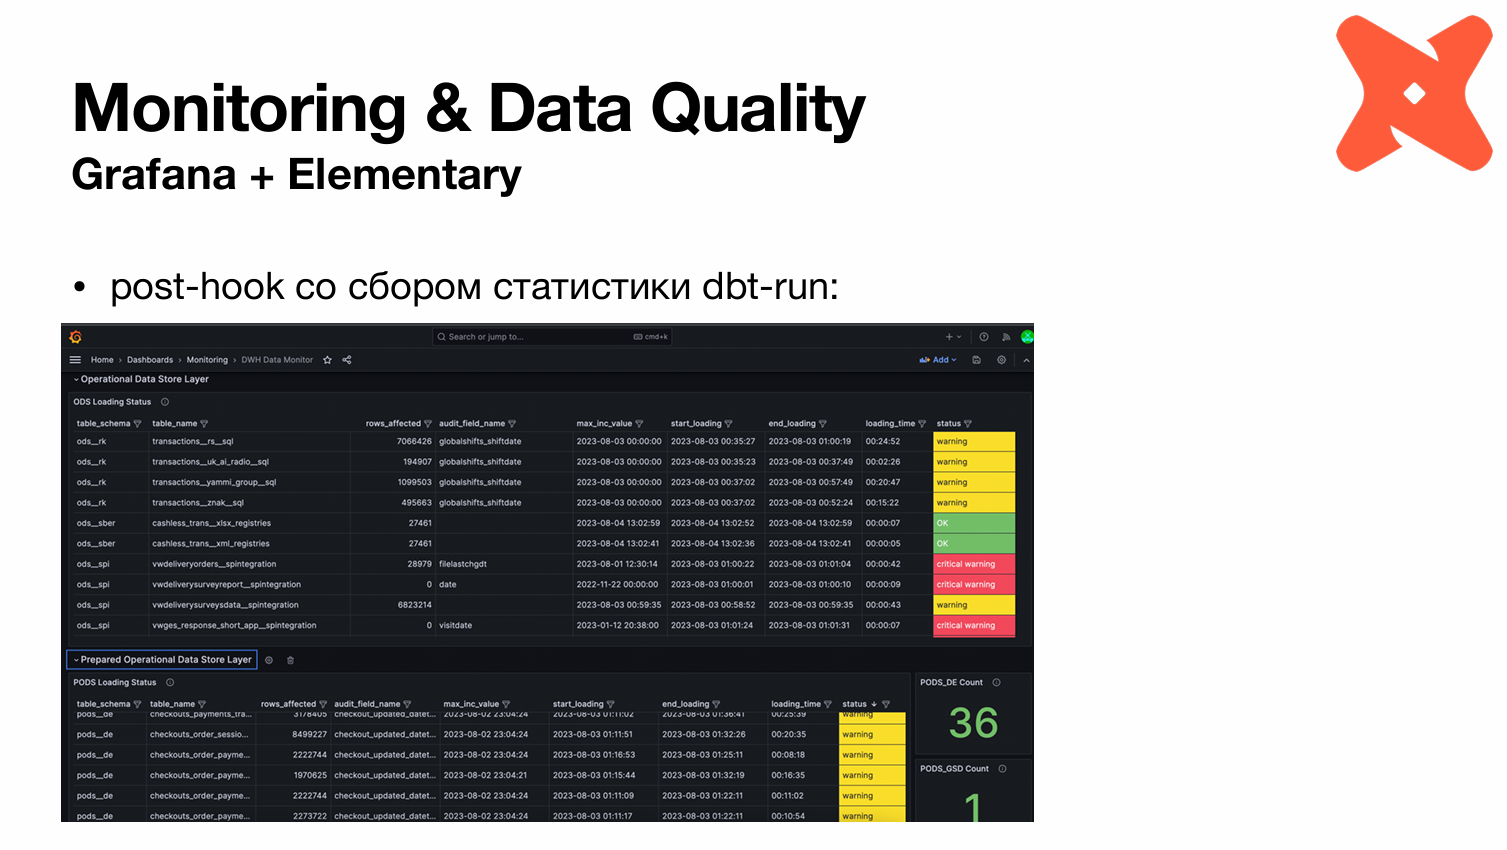 Monitoring & Data Quality
Grafana + Elementary
• post-hook со сбором статистики dbt-run:
Search or jump to... cmd+k
Home › Dashboards › Monitoring › DWH Data Monitor Add
Operational Data Store Layer
ODS Loading Status
table_schema table_name rows_affected audit_field_name max_inc_value start_loading end_loading loading_time status
ods__rk transactions__rs__sql 7066426 globalshifts_shiftdate 2023-08-03 00:00:00 2023-08-03 00:35:27 2023-08-03 01:00:19 00:24:52 warning
ods__rk transactions__uk_ai_radio__sql 194907 globalshifts_shiftdate 2023-08-03 00:00:00 2023-08-03 00:35:23 2023-08-03 00:37:49 00:02:26 warning
ods__rk transactions__yammi_group__sql 1099503 globalshifts_shiftdate 2023-08-03 00:00:00 2023-08-03 00:37:02 2023-08-03 00:57:49 00:20:47 warning
ods__rk transactions__znak__sql 495663 globalshifts_shiftdate 2023-08-03 00:00:00 2023-08-03 00:37:02 2023-08-03 00:52:24 00:15:22 warning
ods__sber cashless_trans__xlsx_registries 27461 2023-08-04 13:02:59 2023-08-04 13:02:52 2023-08-04 13:02:59 00:00:07 OK
ods__sber cashless_trans__xml_registries 27461 2023-08-04 13:02:41 2023-08-04 13:02:36 2023-08-04 13:02:41 00:00:05 OK
ods__spi vwdeliveryorders__spintegration 28979 filelastchgdt 2023-08-01 12:30:14 2023-08-03 01:00:22 2023-08-03 01:01:04 00:00:42 critical warning
ods__spi vwdeliverysurveyreport__spintegration 0 date 2022-11-22 00:00:00 2023-08-03 01:00:01 2023-08-03 01:00:10 00:00:09 critical warning
ods__spi vwdeliverysurveysdata__spintegration 6823214 2023-08-03 00:59:35 2023-08-03 00:58:52 2023-08-03 00:59:35 00:00:43 warning
ods__spi vwges_response_short_app__spintegration 0 visitdate 2023-01-12 20:38:00 2023-08-03 01:01:24 2023-08-03 01:01:31 00:00:07 critical warning
Prepared Operational Data Store Layer
PODS Loading Status
table_schema table_name rows_affected audit_field_name max_inc_value start_loading end_loading loading_time status
pods__de checkouts_payments_tra... 3178405 checkout_updated_datet... 2023-08-02 23:04:24 2023-08-03 01:11:02 2023-08-03 01:36:41 00:25:39 warning
pods__de checkouts_order_sessio... 8499227 checkout_updated_datet... 2023-08-02 23:04:24 2023-08-03 01:11:51 2023-08-03 01:32:26 00:20:35 warning
pods__de checkouts_order_payme... 2222744 checkout_updated_datet... 2023-08-02 23:04:24 2023-08-03 01:16:53 2023-08-03 01:25:11 00:08:18 warning
pods__de checkouts_order_payme... 1970625 checkout_updated_datet... 2023-08-02 23:04:21 2023-08-03 01:15:44 2023-08-03 01:32:19 00:16:35 warning
pods__de checkouts_order_payme... 2222744 checkout_updated_datet... 2023-08-02 23:04:24 2023-08-03 01:11:09 2023-08-03 01:22:11 00:11:02 warning
pods__de checkouts_order_payme... 2273722 checkout_updated_datet... 2023-08-02 23:04:24 2023-08-03 01:11:17 2023-08-03 01:22:11 00:10:54 warning
PODS_DE Count
36
PODS_GSD Count
1